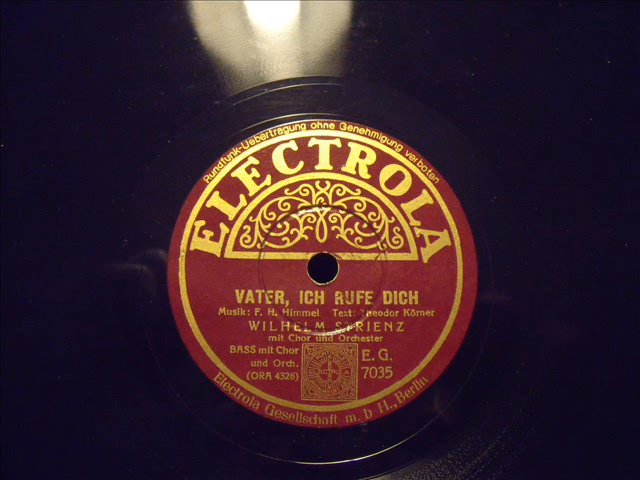 Rundfunk-Uebertragung ohne Genehmigung verboten
ELECTROLA
VATER, ICH RUFE DICH
Musik: F. H. Himmel Text: Theodor Körner
WILHELM STRIENZ
mit Chor und Orchester
BASS mit Chor
und Orch.
(ORA 4328)
E. G.
7035
Electrola Gesellschaft m. b H., Berlin